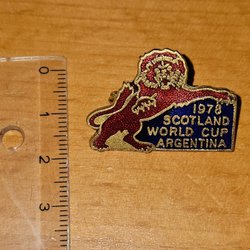 0
1
2
3
1978
SCOTLAND
WORLD CUP
ARGENTINA